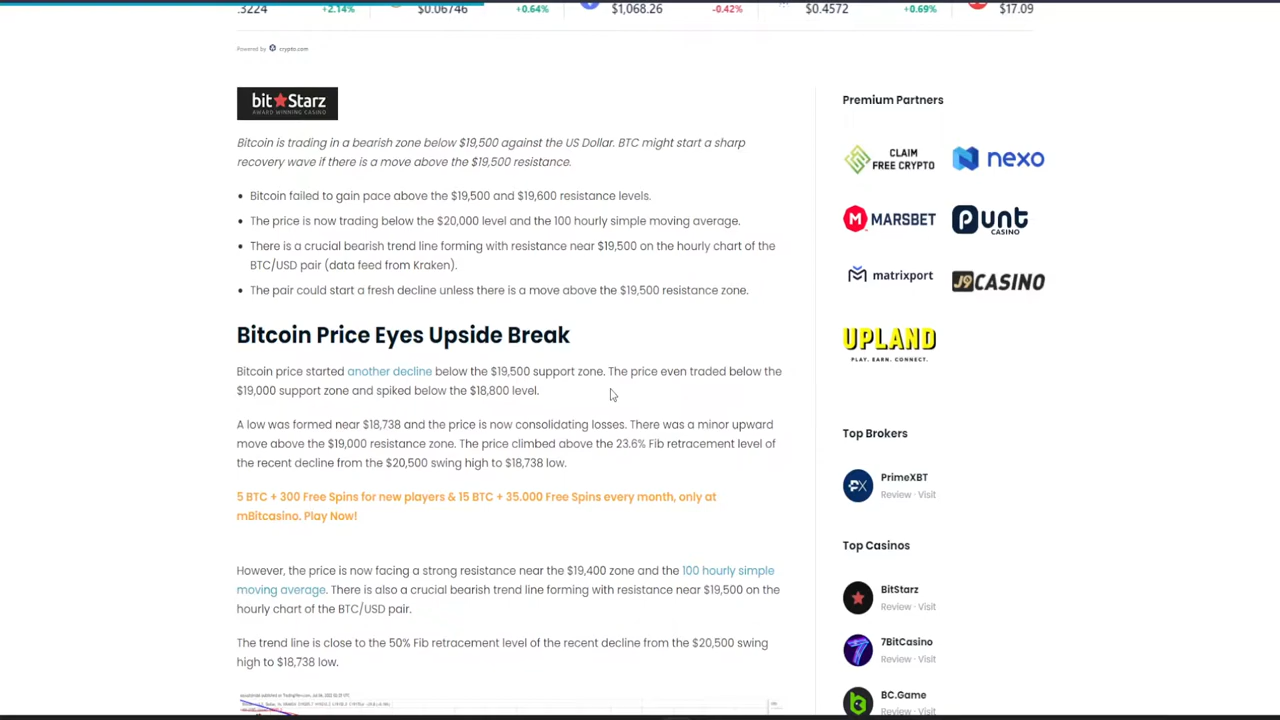 .3224 +2.14% $0.06746 +0.64% $1,068.26 -0.42% $0.4572 +0.69% $17.09
Powered by crypto.com
bit Starz
AWARD WINNING CASINO
Bitcoin is trading in a bearish zone below $19,500 against the US Dollar. BTC might start a sharp
recovery wave if there is a move above the $19,500 resistance.
• Bitcoin failed to gain pace above the $19,500 and $19,600 resistance levels.
• The price is now trading below the $20,000 level and the 100 hourly simple moving average.
• There is a crucial bearish trend line forming with resistance near $19,500 on the hourly chart of the
BTC/USD pair (data feed from Kraken).
• The pair could start a fresh decline unless there is a move above the $19,500 resistance zone.
Bitcoin Price Eyes Upside Break
Bitcoin price started another decline below the $19,500 support zone. The price even traded below the
$19,000 support zone and spiked below the $18,800 level.
A low was formed near $18,738 and the price is now consolidating losses. There was a minor upward
move above the $19,000 resistance zone. The price climbed above the 23.6% Fib retracement level of
the recent decline from the $20,500 swing high to $18,738 low.
5 BTC + 300 Free Spins for new players & 15 BTC + 35.000 Free Spins every month, only at
mBitcasino. Play Now!
However, the price is now facing a strong resistance near the $19,400 zone and the 100 hourly simple
moving average. There is also a crucial bearish trend line forming with resistance near $19,500 on the
hourly chart of the BTC/USD pair.
The trend line is close to the 50% Fib retracement level of the recent decline from the $20,500 swing
high to $18,738 low.
Premium Partners
CLAIM
FREE CRYPTO
nexo
M MARSBET
Punt
CASINO
matrixport
J9CASINO
UPLAND
PLAY. EARN. CONNECT.
Top Brokers
PrimeXBT
Review · Visit
Top Casinos
BitStarz
Review · Visit
7BitCasino
Review · Visit
BC.Game
Review · Visit